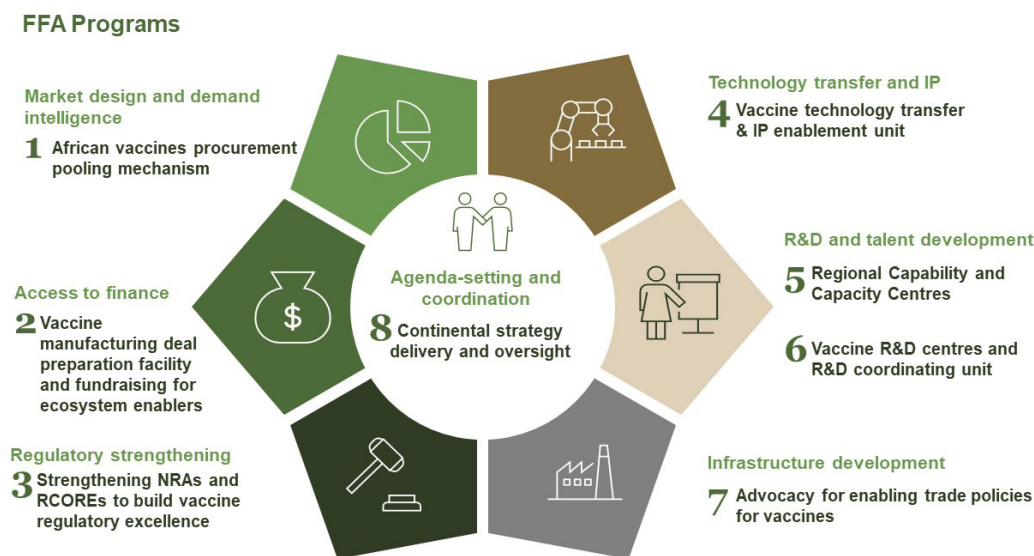 FFA Programs
Market design and demand
intelligence
1 African vaccines procurement
pooling mechanism
Access to finance
2 Vaccine
manufacturing deal
preparation facility
and fundraising for
ecosystem enablers
Regulatory strengthening
3 Strengthening NRAs and
RCOREs to build vaccine
regulatory excellence
$
Agenda-setting and
coordination
8 Continental strategy
delivery and oversight
Technology transfer and IP
4 Vaccine technology transfer
& IP enablement unit
R&D and talent development
5 Regional Capability and
Capacity Centres
6 Vaccine R&D centres and
R&D coordinating unit
Infrastructure development
7 Advocacy for enabling trade policies
for vaccines